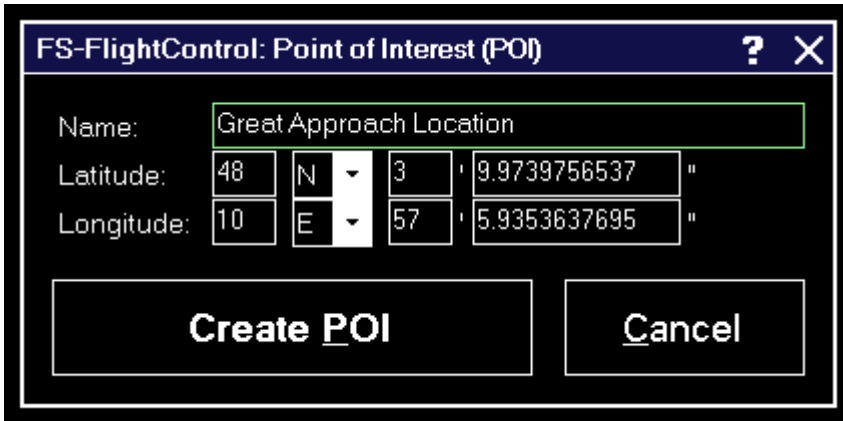 FS-FlightControl: Point of Interest (POI) ?
Name: Great Approach Location
Latitude: 48 N 3 ' 9.9739756537 "
Longitude: 10 E 57 ' 5.9353637695 "
Create POI Cancel